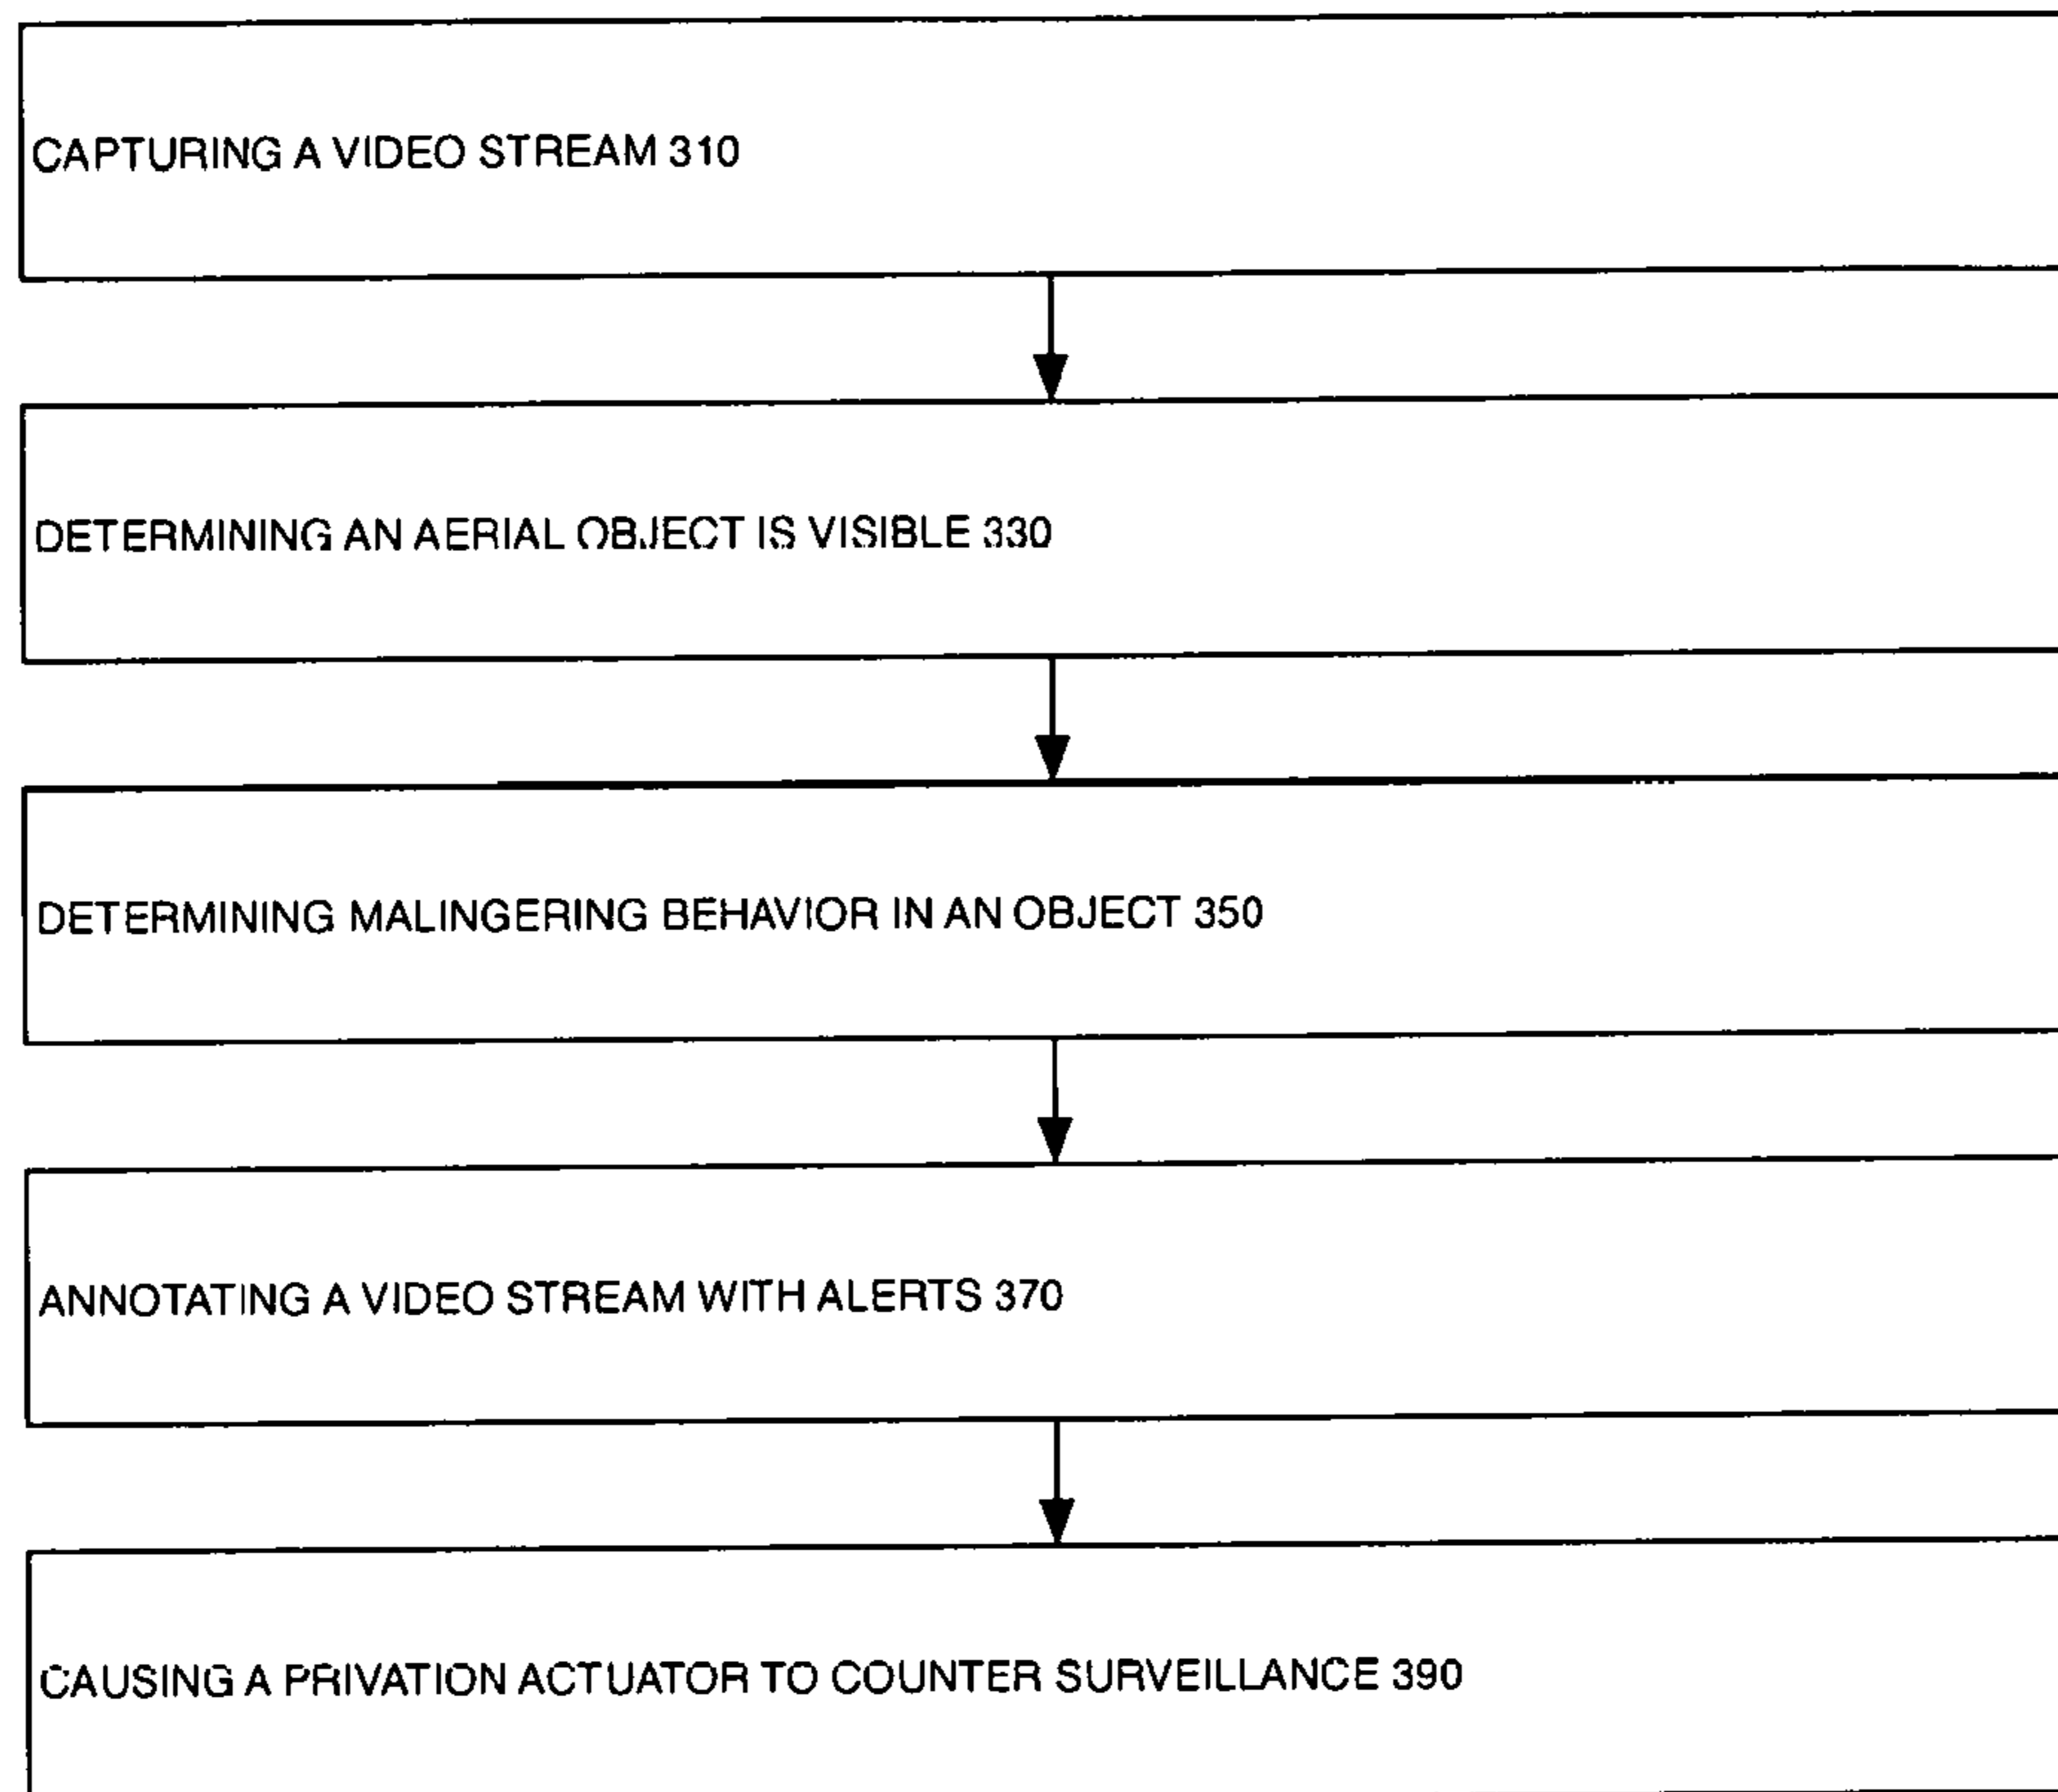 CAPTURING A VIDEO STREAM 310
DETERMINING AN AERIAL OBJECT IS VISIBLE 330
DETERMINING MALINGERING BEHAVIOR IN AN OBJECT 350
ANNOTATING A VIDEO STREAM WITH ALERTS 370
CAUSING A PRIVATION ACTUATOR TO COUNTER SURVEILLANCE 390